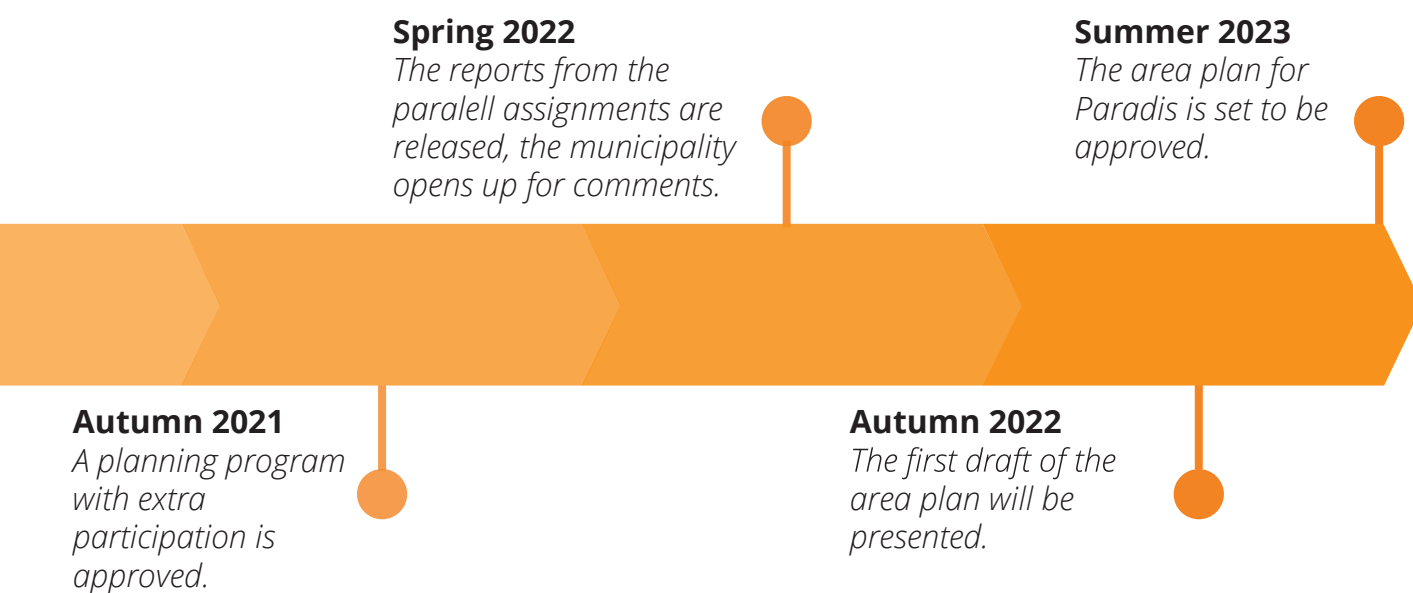 Spring 2022
The reports from the
paralell assignments are
released, the municipality
opens up for comments.
Summer 2023
The area plan for
Paradis is set to be
approved.
Autumn 2021
A planning program
with extra
participation is
approved.
Autumn 2022
The first draft of the
area plan will be
presented.